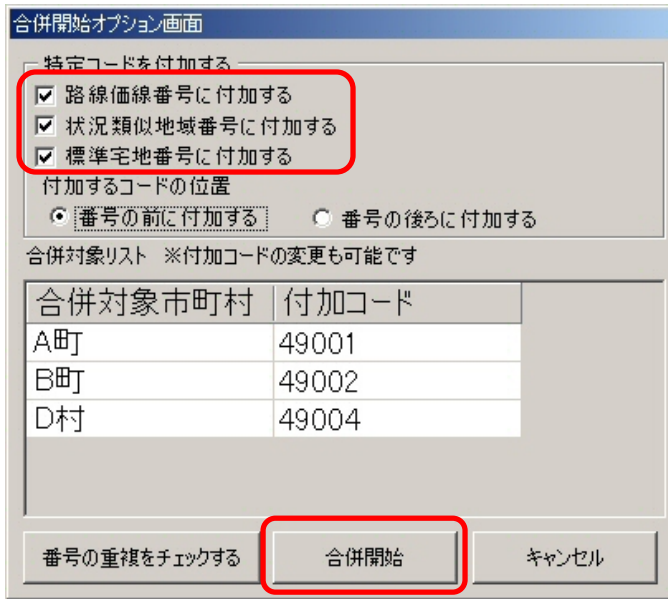 合併開始オプション画面
特定コードを付加する
路線価線番号に付加する
状況類似地域番号に付加する
標準宅地番号に付加する
付加するコードの位置
番号の前に付加する 番号の後ろに付加する
合併対象リスト ※付加コードの変更も可能です
合併対象市町村 付加コード
A町 49001
B町 49002
D村 49004
番号の重複をチェックする 合併開始 キャンセル